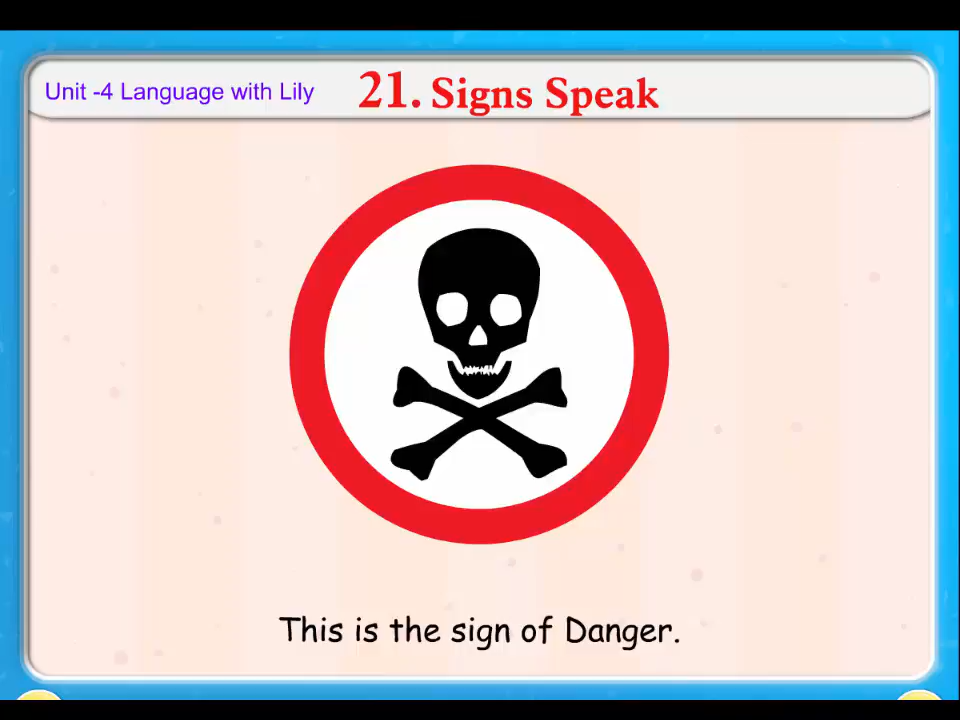 Unit -4 Language with Lily
21. Signs Speak
This is the sign of Danger.